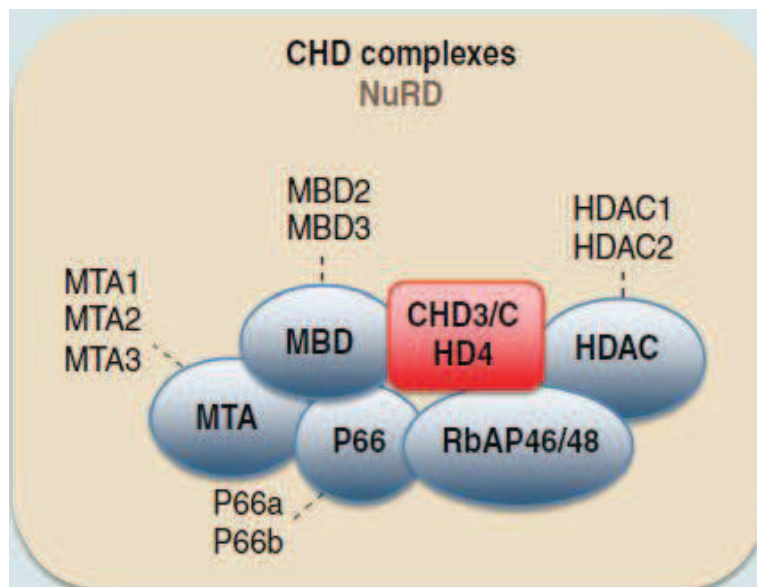 CHD complexes
NuRD
MBD2
MBD3
HDAC1
HDAC2
MTA1
MTA2
MTA3
CHD3/C
HD4
MBD
HDAC
MTA
P66
RbAP46/48
P66a
P66b